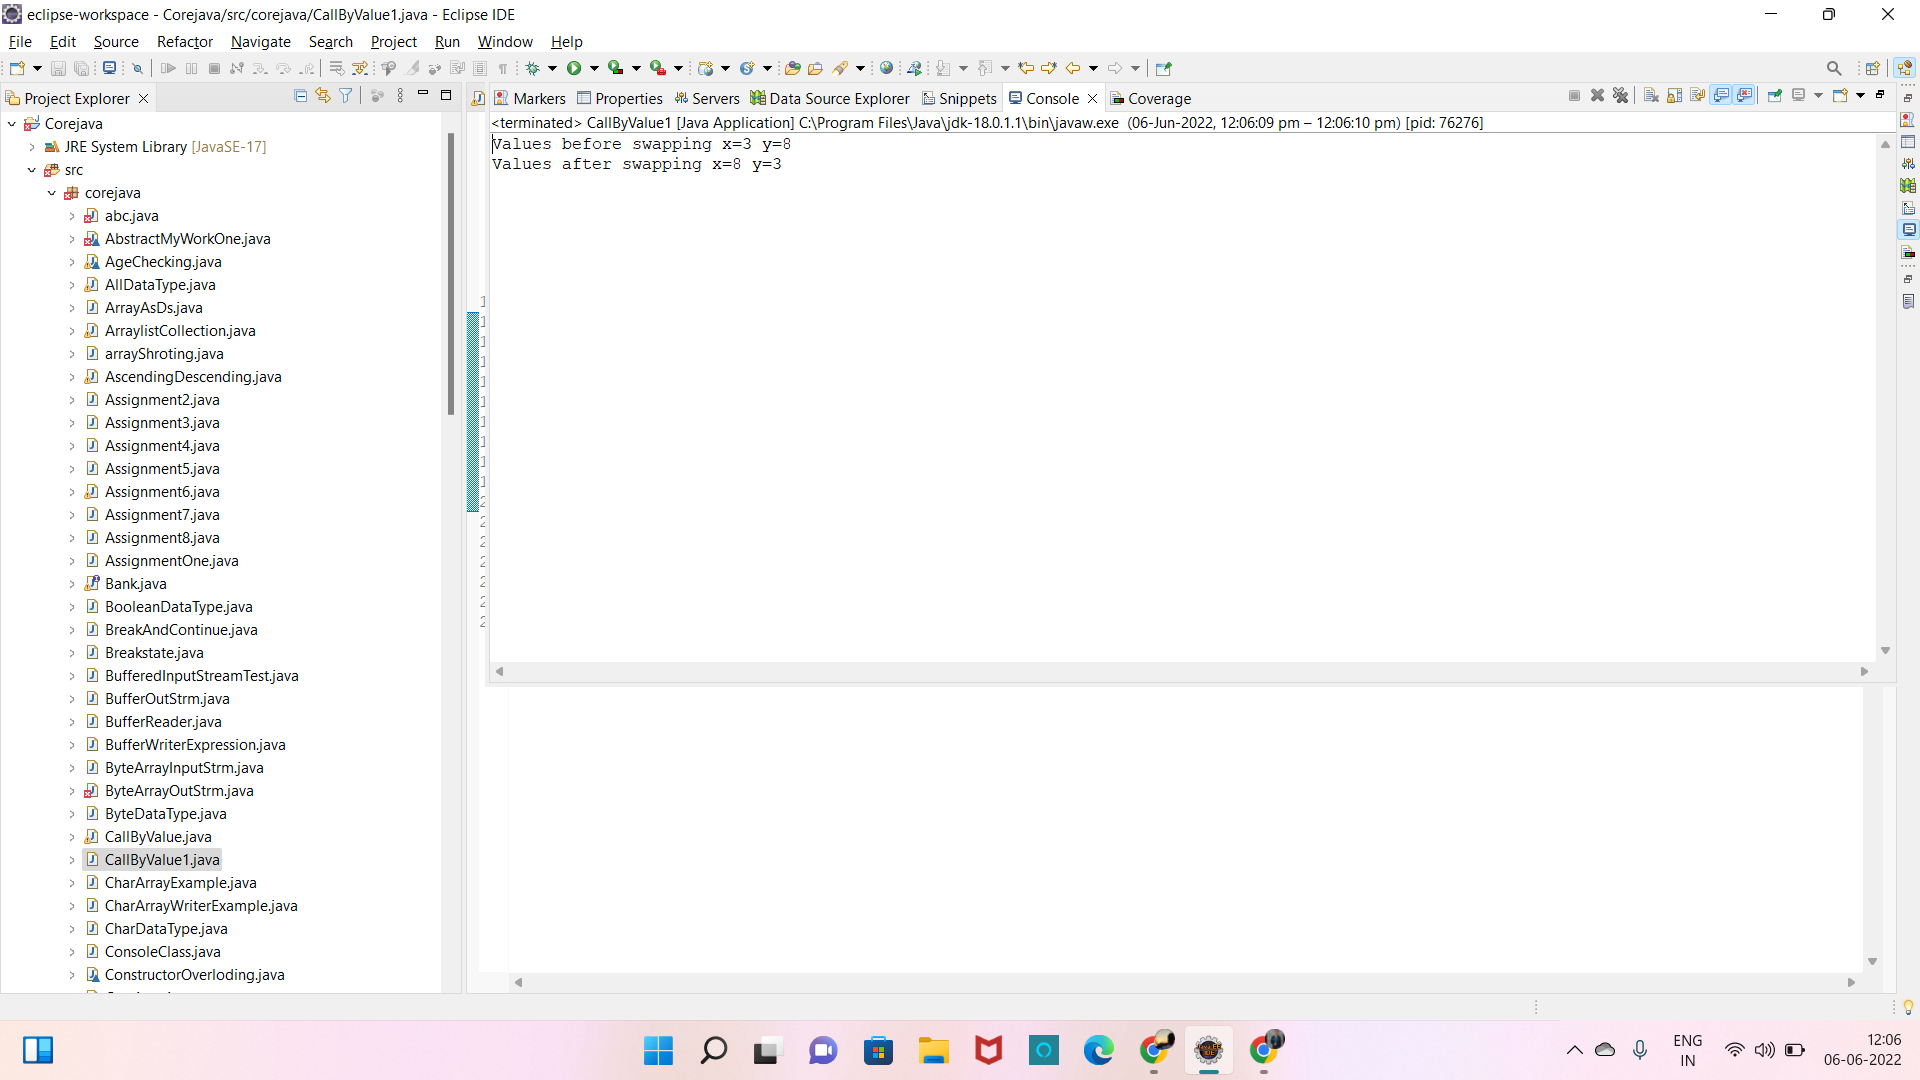 eclipse-workspace - Corejava/src/corejava/CallByValue1.java - Eclipse IDE
File Edit Source Refactor Navigate Search Project Run Window Help
Project Explorer
Markers Properties Servers Data Source Explorer Snippets Console Coverage
<terminated> CallByValue1 [Java Application] C:\Program Files\Java\jdk-18.0.1.1\bin\javaw.exe (06-Jun-2022, 12:06:09 pm – 12:06:10 pm) [pid: 76276]
Values before swapping x=3 y=8
Values after swapping x=8 y=3
Corejava
JRE System Library [JavaSE-17]
src
corejava
abc.java
AbstractMyWorkOne.java
AgeChecking.java
AllDataType.java
ArrayAsDs.java
ArraylistCollection.java
arrayShroting.java
AscendingDescending.java
Assignment2.java
Assignment3.java
Assignment4.java
Assignment5.java
Assignment6.java
Assignment7.java
Assignment8.java
AssignmentOne.java
Bank.java
BooleanDataType.java
BreakAndContinue.java
Breakstate.java
BufferedInputStreamTest.java
BufferOutStrm.java
BufferReader.java
BufferWriterExpression.java
ByteArrayInputStrm.java
ByteArrayOutStrm.java
ByteDataType.java
CallByValue.java
CallByValue1.java
CharArrayExample.java
CharArrayWriterExample.java
CharDataType.java
ConsoleClass.java
ConstructorOverloding.java
ENG
IN
12:06
06-06-2022